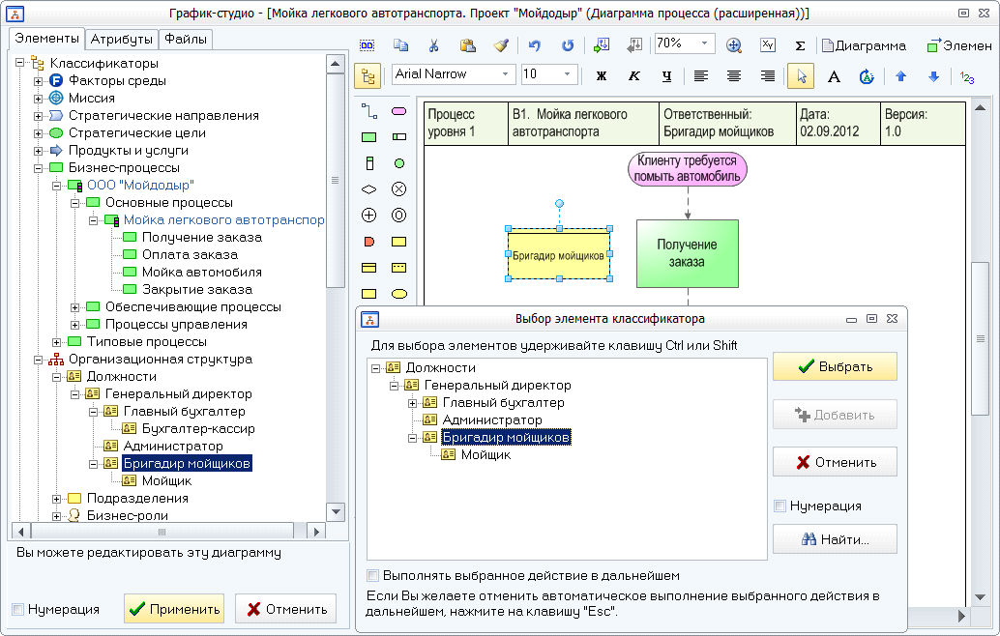 График-студио - [Мойка легкового автотранспорта. Проект "Мойдодыр" (Диаграмма процесса (расширенная))]
Элементы
Атрибуты
Файлы
Классификаторы
Факторы среды
Миссия
Стратегические направления
Стратегические цели
Продукты и услуги
Бизнес-процессы
ООО "Мойдодыр"
Основные процессы
Мойка легкового автотранспор
Получение заказа
Оплата заказа
Мойка автомобиля
Закрытие заказа
Обеспечивающие процессы
Процессы управления
Типовые процессы
Организационная структура
Должности
Генеральный директор
Главный бухгалтер
Бухгалтер-кассир
Администратор
Бригадир мойщиков
Мойщик
Подразделения
Бизнес-роли
Вы можете редактировать эту диаграмму
Нумерация
Применить
Отменить
70%
Диаграмма
Элемен
Arial Narrow
10
Ж
К
Ч
A
Процесс
уровня 1
B1. Мойка легкового
автотранспорта
Ответственный:
Бригадир мойщиков
Дата:
02.09.2012
Версия:
1.0
Клиенту требуется
помыть автомобиль
Бригадир мойщиков
Получение
заказа
Выбор элемента классификатора
Для выбора элементов удерживайте клавишу Ctrl или Shift
Должности
Генеральный директор
Главный бухгалтер
Администратор
Бригадир мойщиков
Мойщик
Выбрать
Добавить
Отменить
Нумерация
Найти...
Выполнять выбранное действие в дальнейшем
Если Вы желаете отменить автоматическое выполнение выбранного действия в
дальнейшем, нажмите на клавишу "Esc".